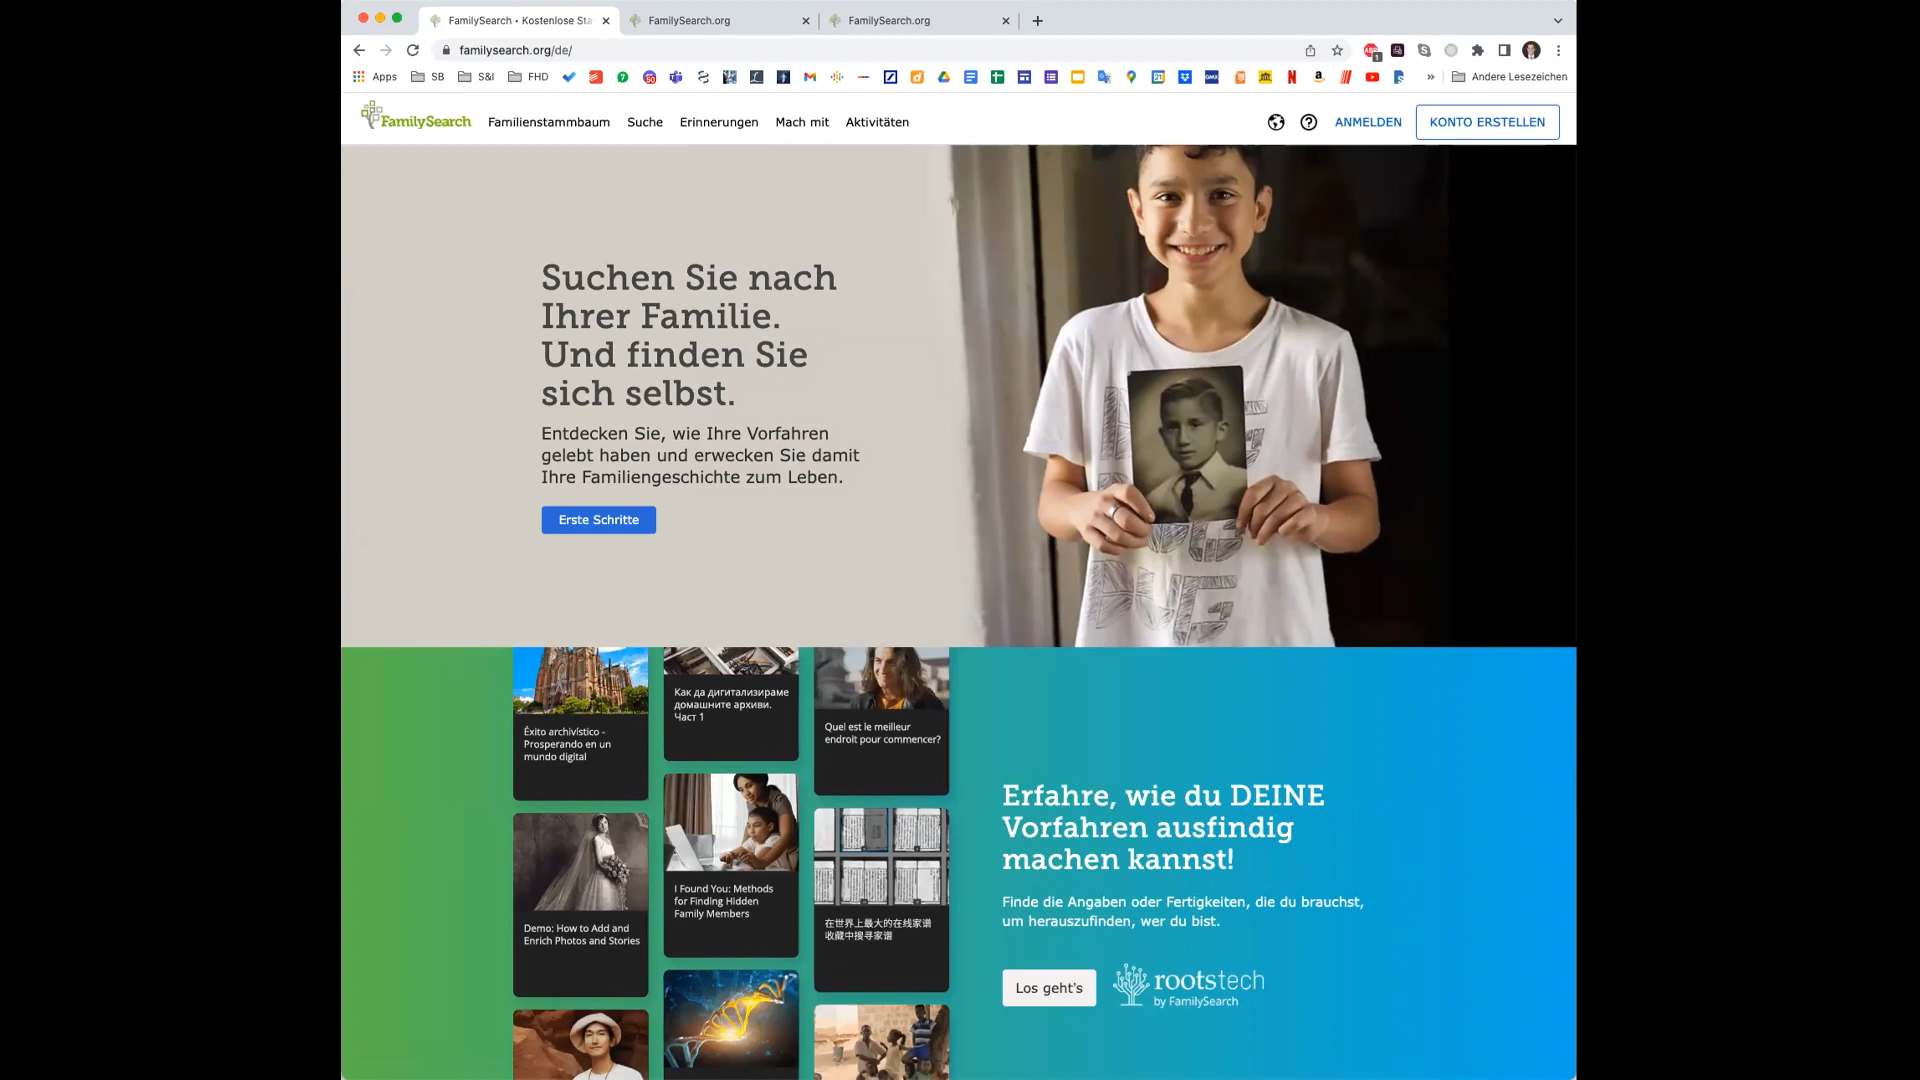 FamilySearch • Kostenlose Sta
FamilySearch.org
FamilySearch.org
familysearch.org/de/
Apps
SB
S&I
FHD
Andere Lesezeichen
FamilySearch
Familienstammbaum
Suche
Erinnerungen
Mach mit
Aktivitäten
ANMELDEN
KONTO ERSTELLEN
Suchen Sie nach
Ihrer Familie.
Und finden Sie
sich selbst.
Entdecken Sie, wie Ihre Vorfahren
gelebt haben und erwecken Sie damit
Ihre Familiengeschichte zum Leben.
Erste Schritte
Éxito archivístico -
Prosperando en un
mundo digital
Demo: How to Add and
Enrich Photos and Stories
Как да дигитализираме
домашните архиви.
Част 1
I Found You: Methods
for Finding Hidden
Family Members
Quel est le meilleur
endroit pour commencer?
在世界上最大的在线家谱
收藏中搜寻家谱
Erfahre, wie du DEINE
Vorfahren ausfindig
machen kannst!
Finde die Angaben oder Fertigkeiten, die du brauchst,
um herauszufinden, wer du bist.
Los geht's
rootstech
by FamilySearch